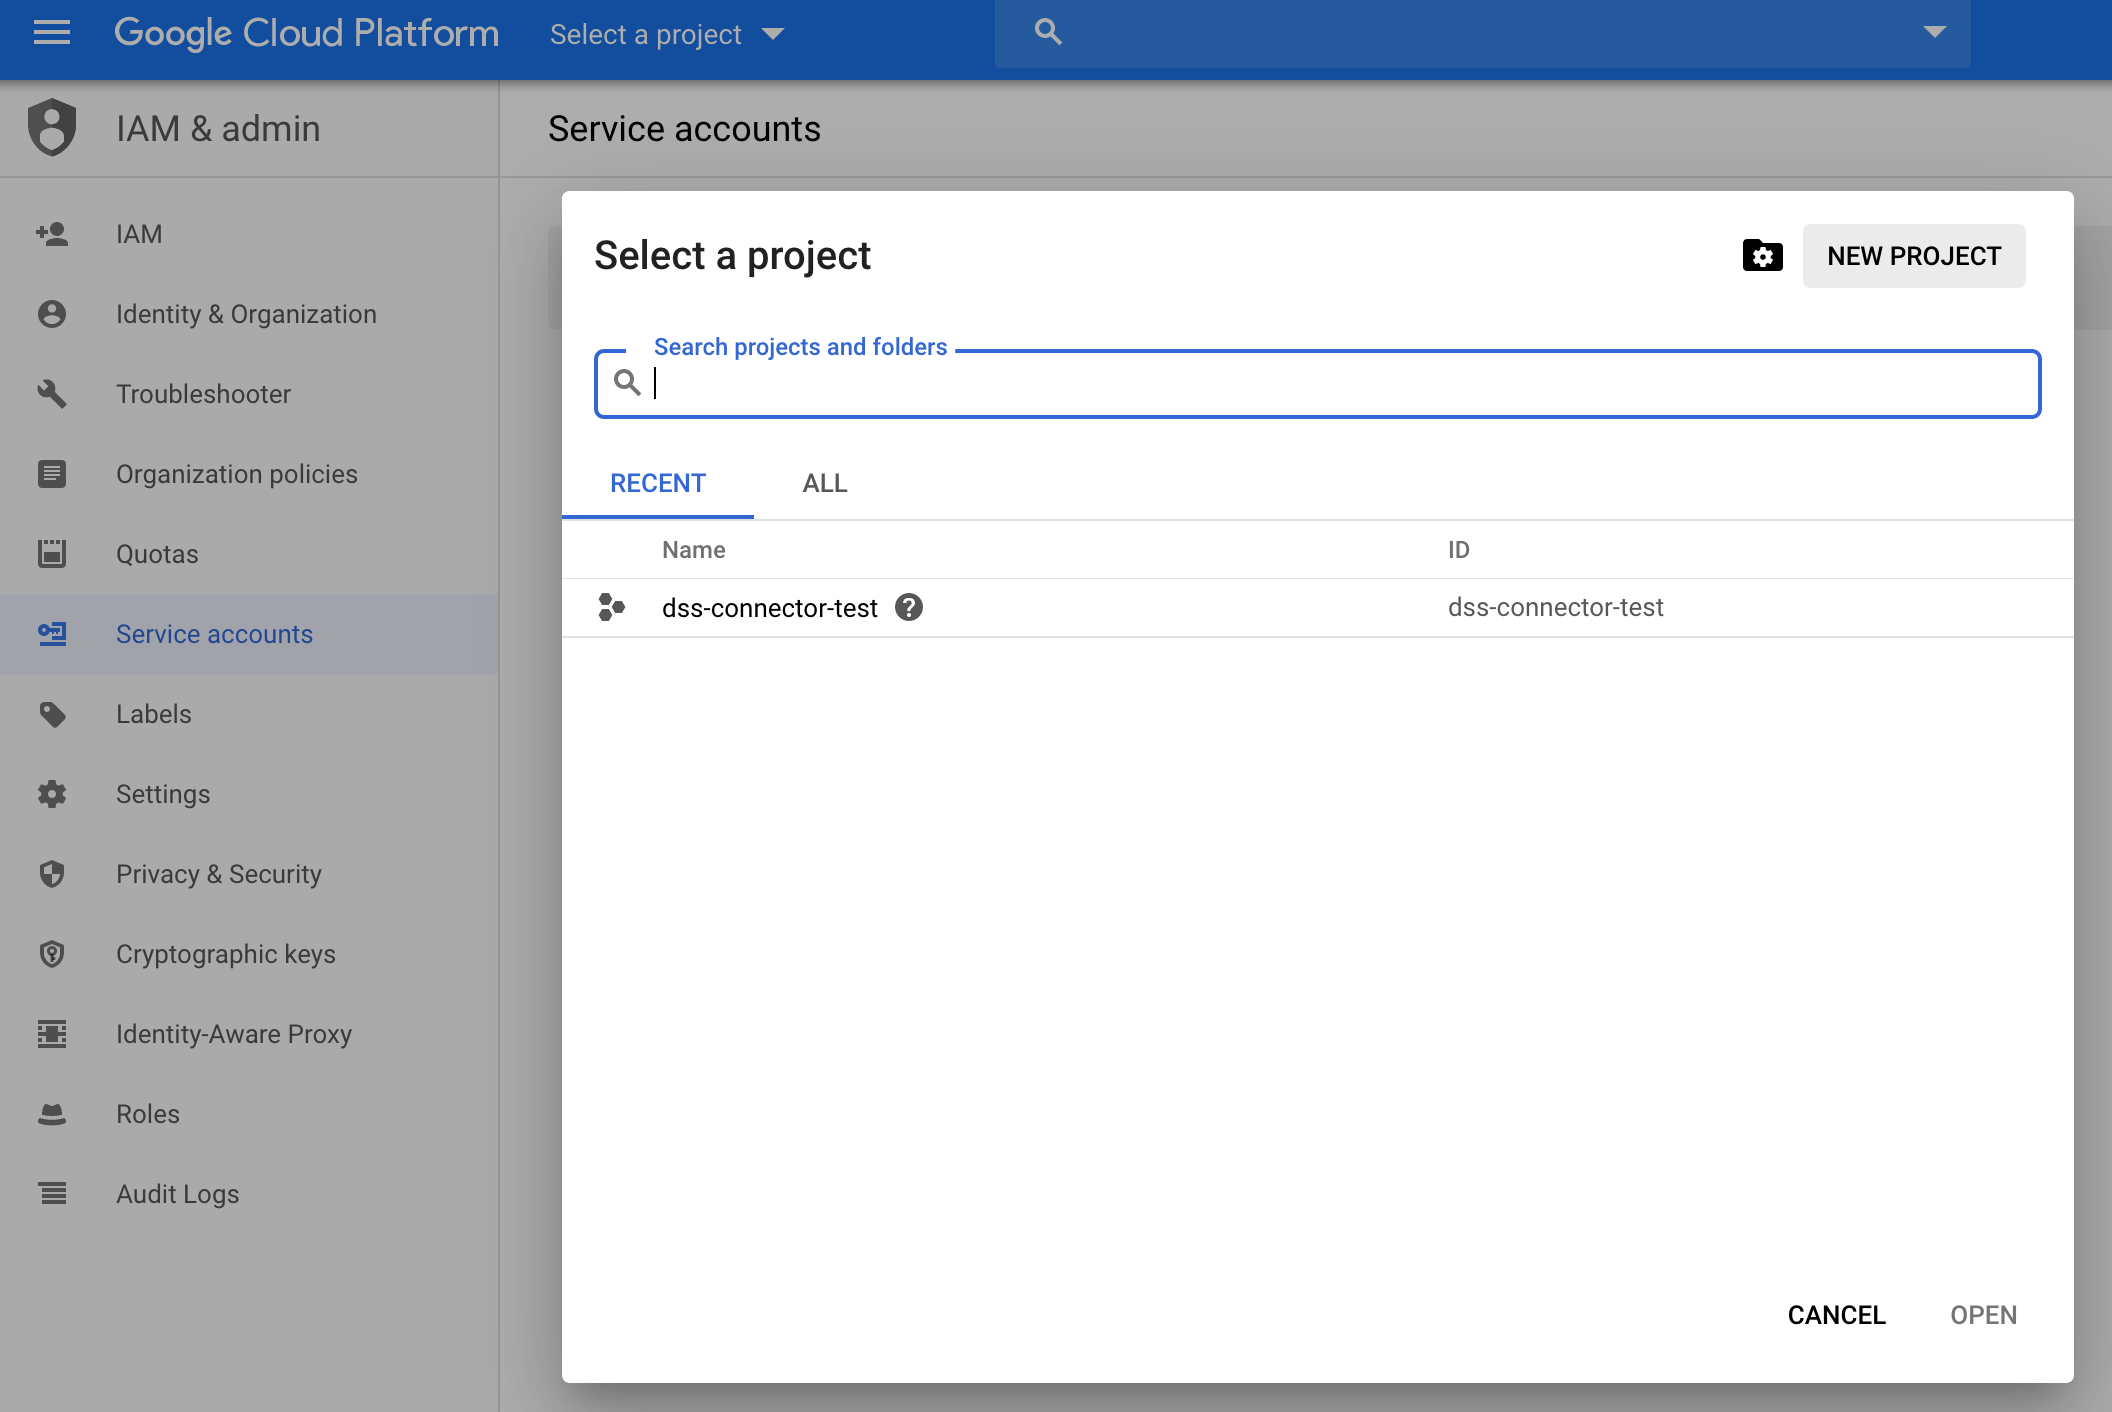 Google Cloud Platform
Select a project
IAM & admin
Service accounts
IAM
Identity & Organization
Troubleshooter
Organization policies
Quotas
Service accounts
Labels
Settings
Privacy & Security
Cryptographic keys
Identity-Aware Proxy
Roles
Audit Logs
Select a project
NEW PROJECT
Search projects and folders
RECENT ALL
Name ID
dss-connector-test dss-connector-test
CANCEL OPEN